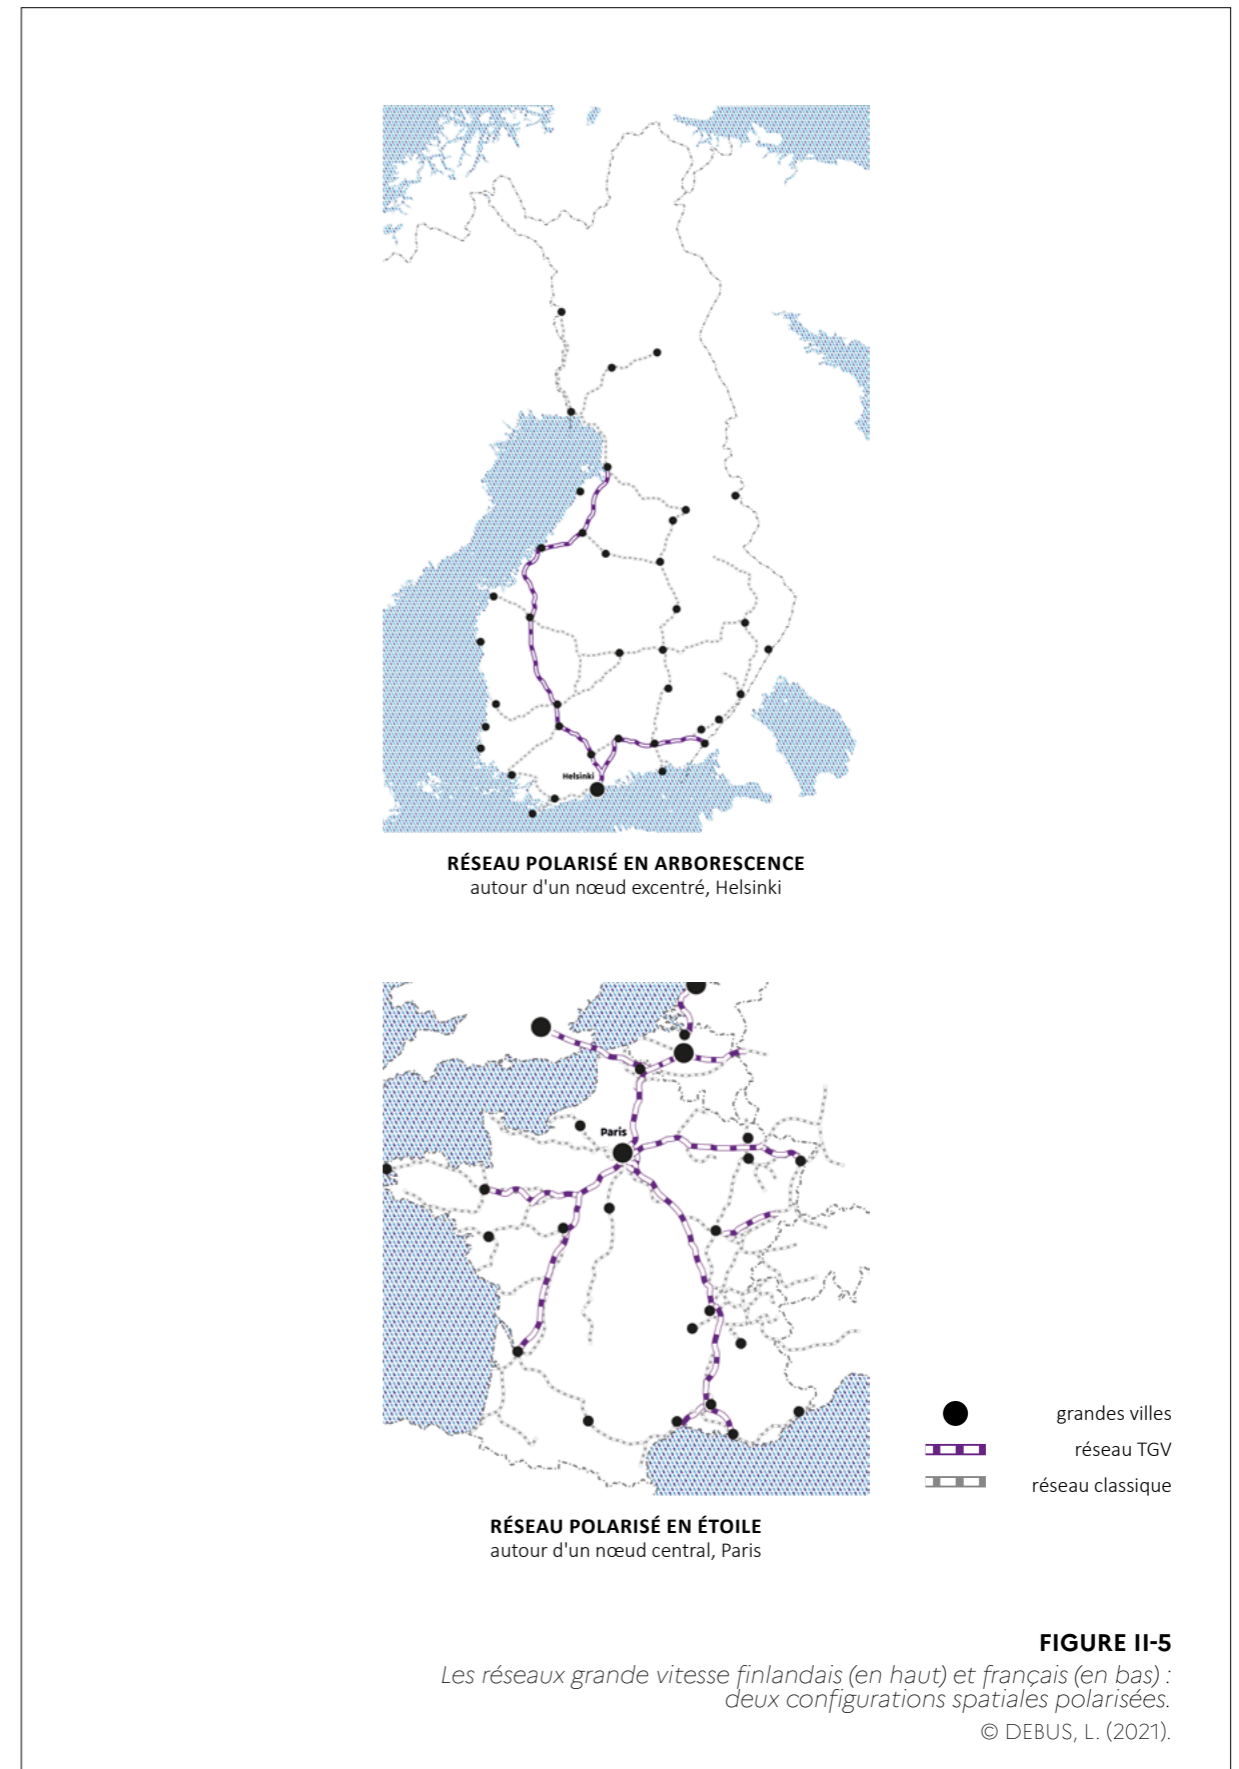 Helsinki
RÉSEAU POLARISÉ EN ARBORESCENCE
autour d'un nœud excentré, Helsinki
Paris
grandes villes
réseau TGV
réseau classique
RÉSEAU POLARISÉ EN ÉTOILE
autour d'un nœud central, Paris
FIGURE II-5
Les réseaux grande vitesse finlandais (en haut) et français (en bas) :
deux configurations spatiales polarisées.
© DEBUS, L. (2021).